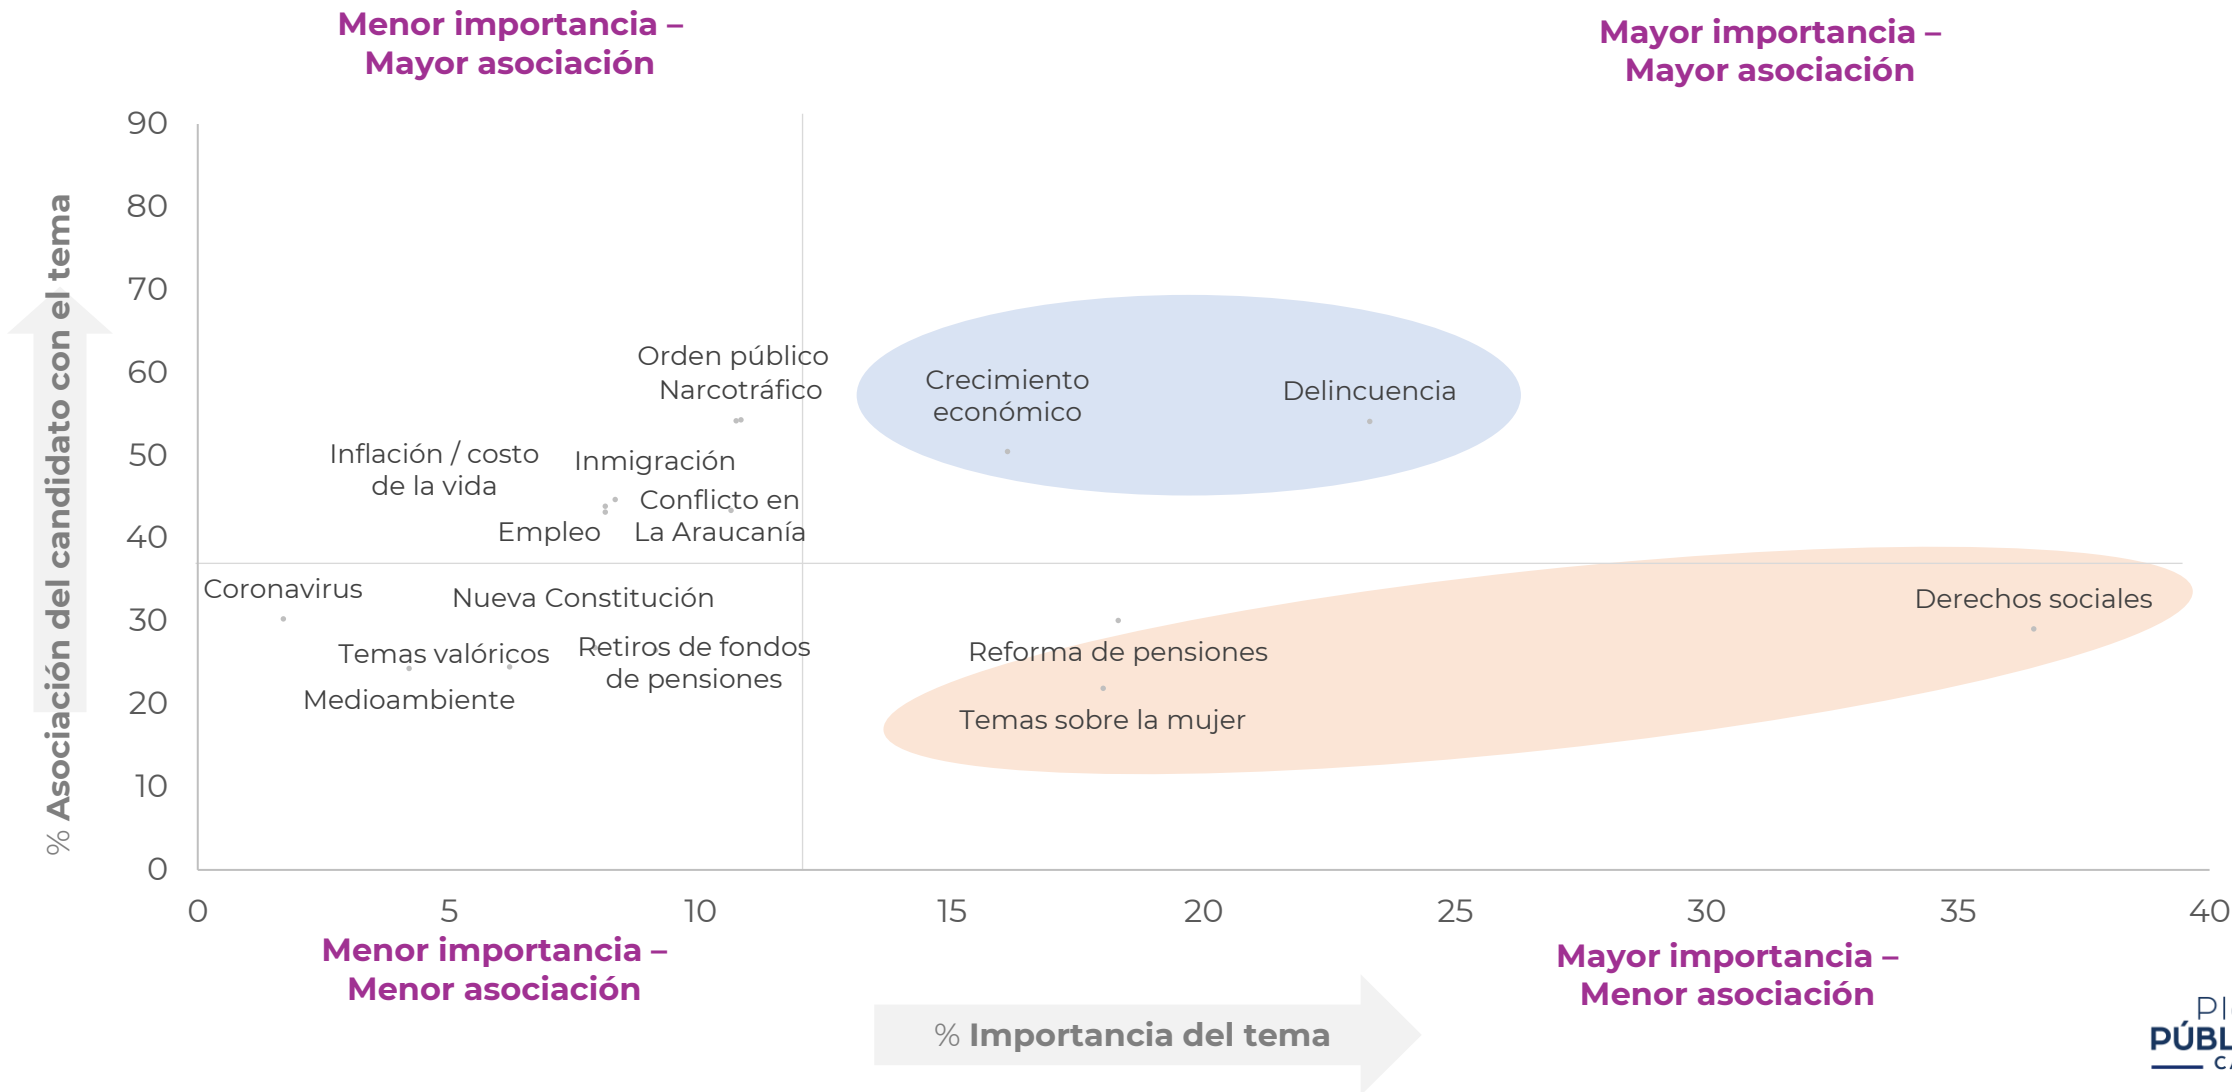 Menor importancia –
Mayor asociación
Mayor importancia –
Mayor asociación
90
80
70
60
50
40
30
20
10
0
% Asociación del candidato con el tema
Orden público
Narcotráfico
Crecimiento
económico
Delincuencia
Inflación / costo
de la vida
Inmigración
Conflicto en
La Araucanía
Empleo
Coronavirus
Nueva Constitución
Derechos sociales
Temas valóricos
Retiros de fondos
de pensiones
Reforma de pensiones
Medioambiente
Temas sobre la mujer
0 5 10 15 20 25 30 35 40
Menor importancia –
Menor asociación
Mayor importancia –
Menor asociación
% Importancia del tema